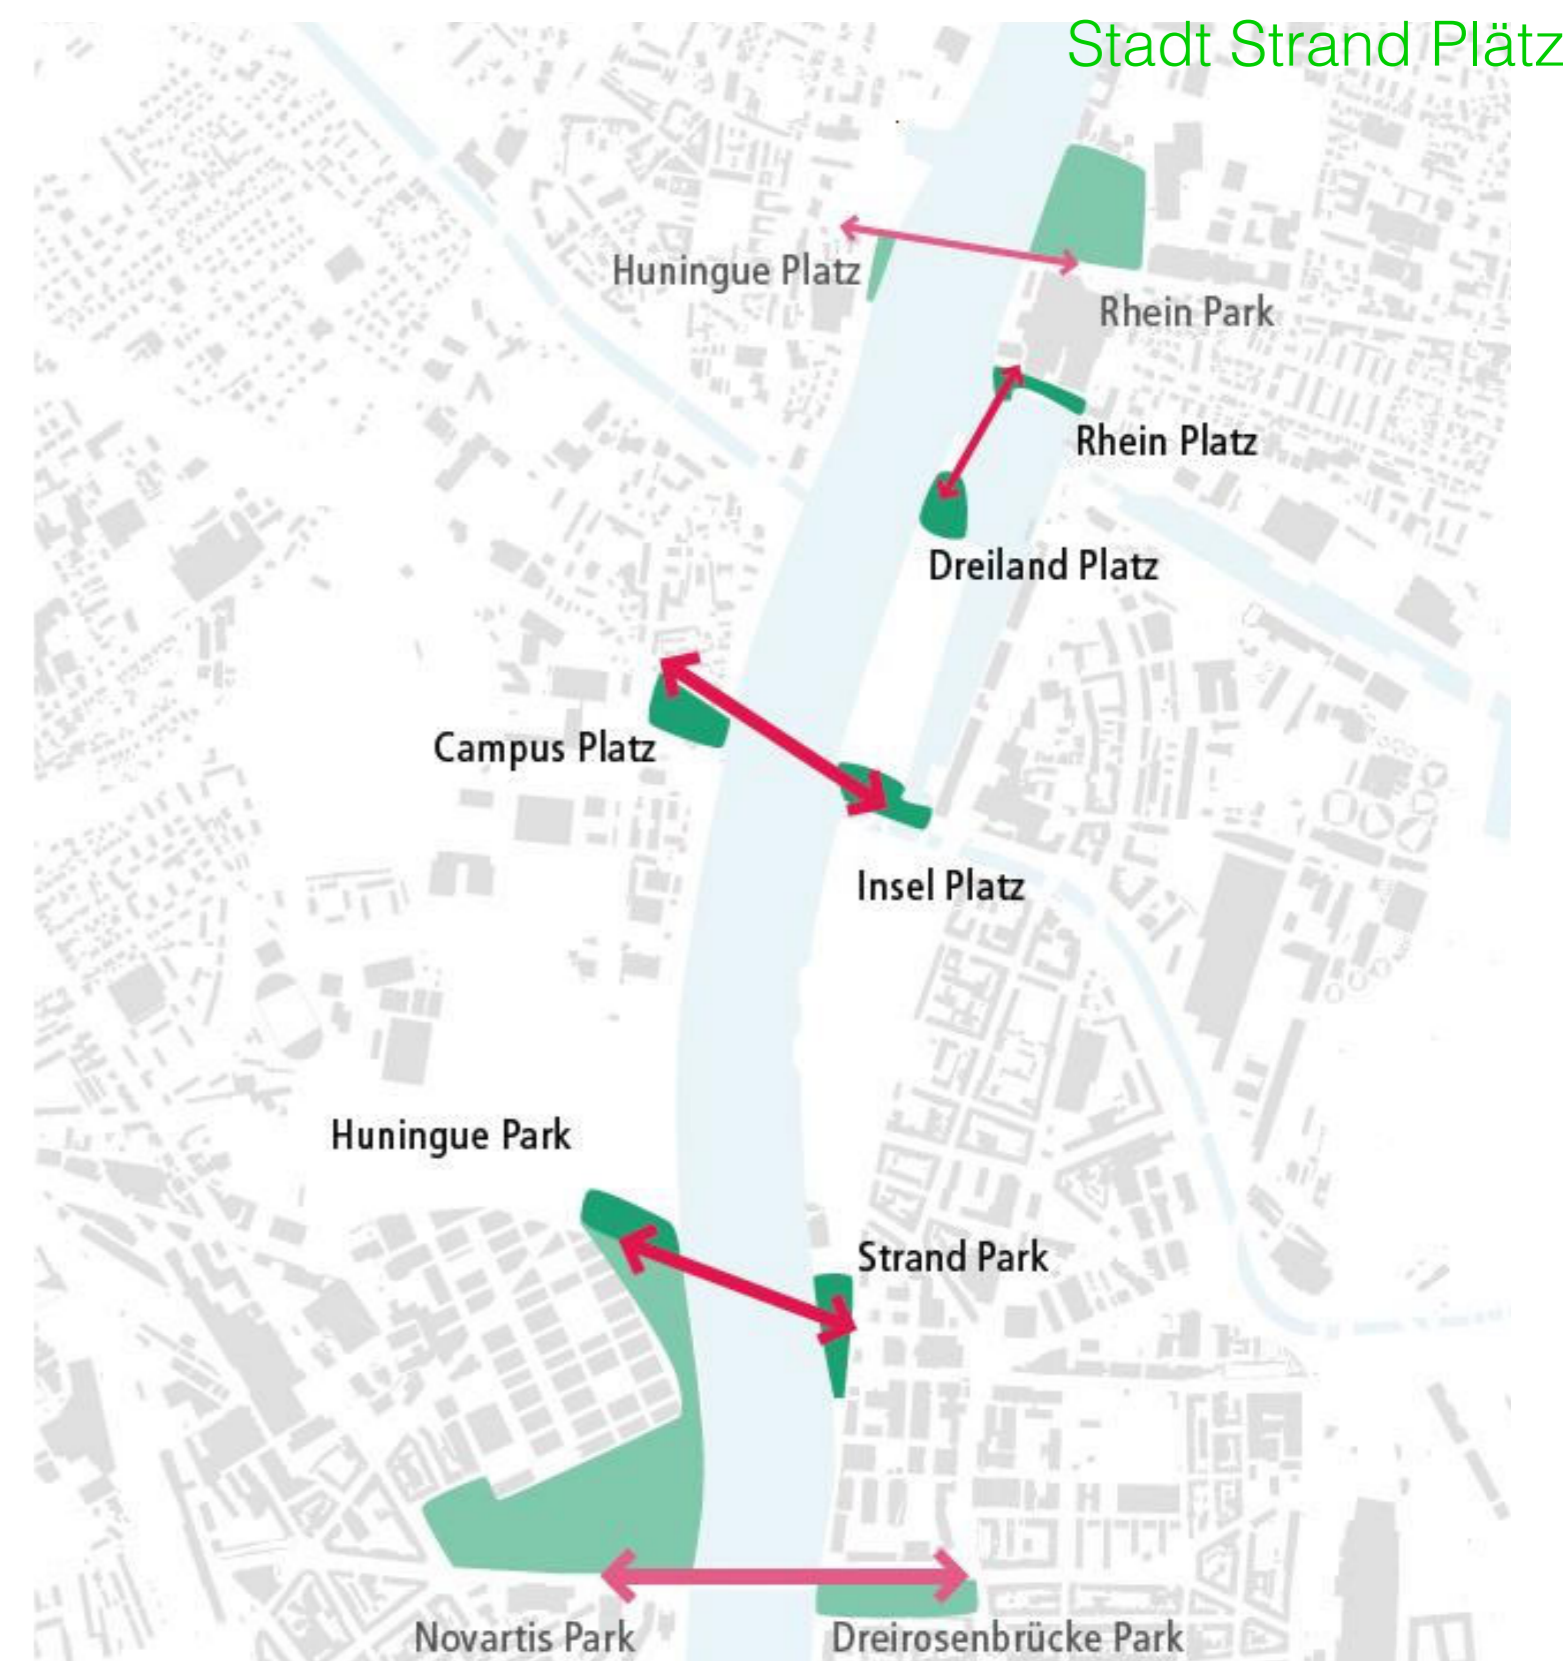 Stadt Strand Plätz
Huningue Platz
Rhein Park
Rhein Platz
Dreiland Platz
Campus Platz
Insel Platz
Huningue Park
Strand Park
Novartis Park
Dreirosenbrücke Park